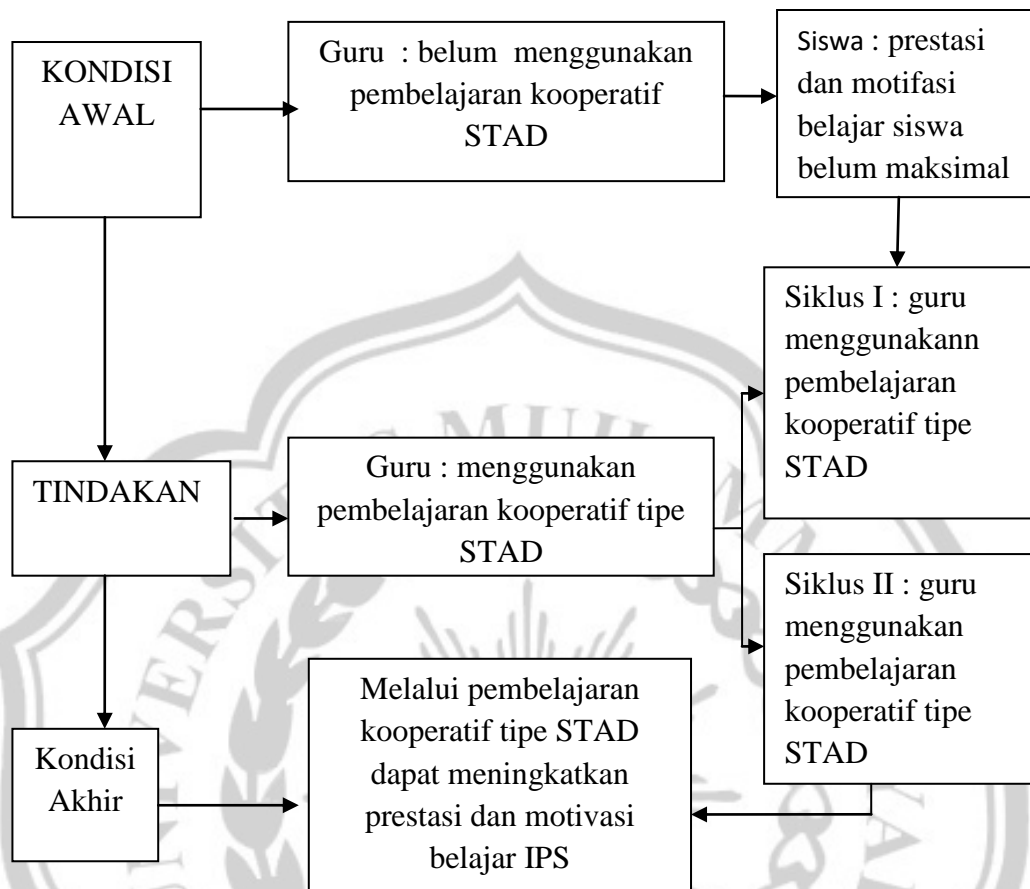 KONDISI
AWAL
Guru : belum menggunakan
pembelajaran kooperatif
STAD
Siswa : prestasi
dan motifasi
belajar siswa
belum maksimal
Siklus I : guru
menggunakann
pembelajaran
kooperatif tipe
STAD
TINDAKAN
Guru : menggunakan
pembelajaran kooperatif tipe
STAD
Siklus II : guru
menggunakan
pembelajaran
kooperatif tipe
STAD
Kondisi
Akhir
Melalui pembelajaran
kooperatif tipe STAD
dapat meningkatkan
prestasi dan motivasi
belajar IPS